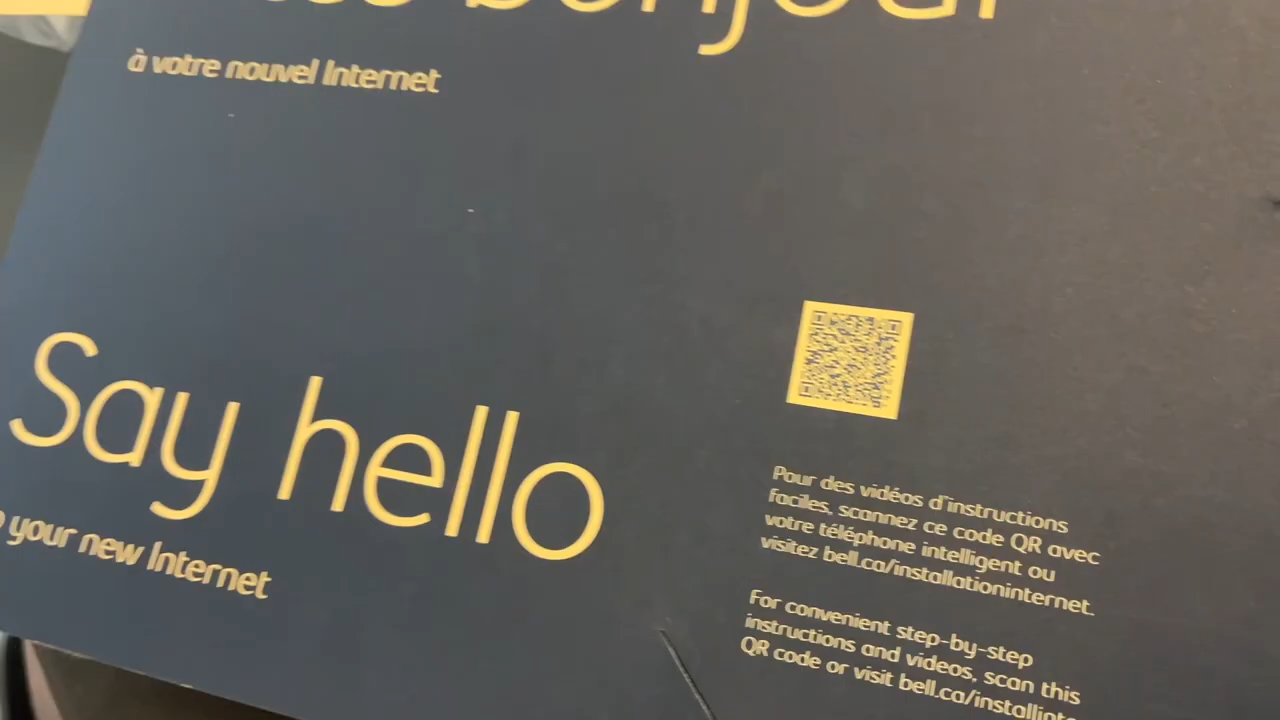 bonjour
à votre nouvel Internet
Say hello
your new Internet
Pour des vidéos d'instructions
faciles, scannez ce code QR avec
votre téléphone intelligent ou
visitez bell.ca/installationinternet.
For convenient step-by-step
instructions and videos, scan this
QR code or visit